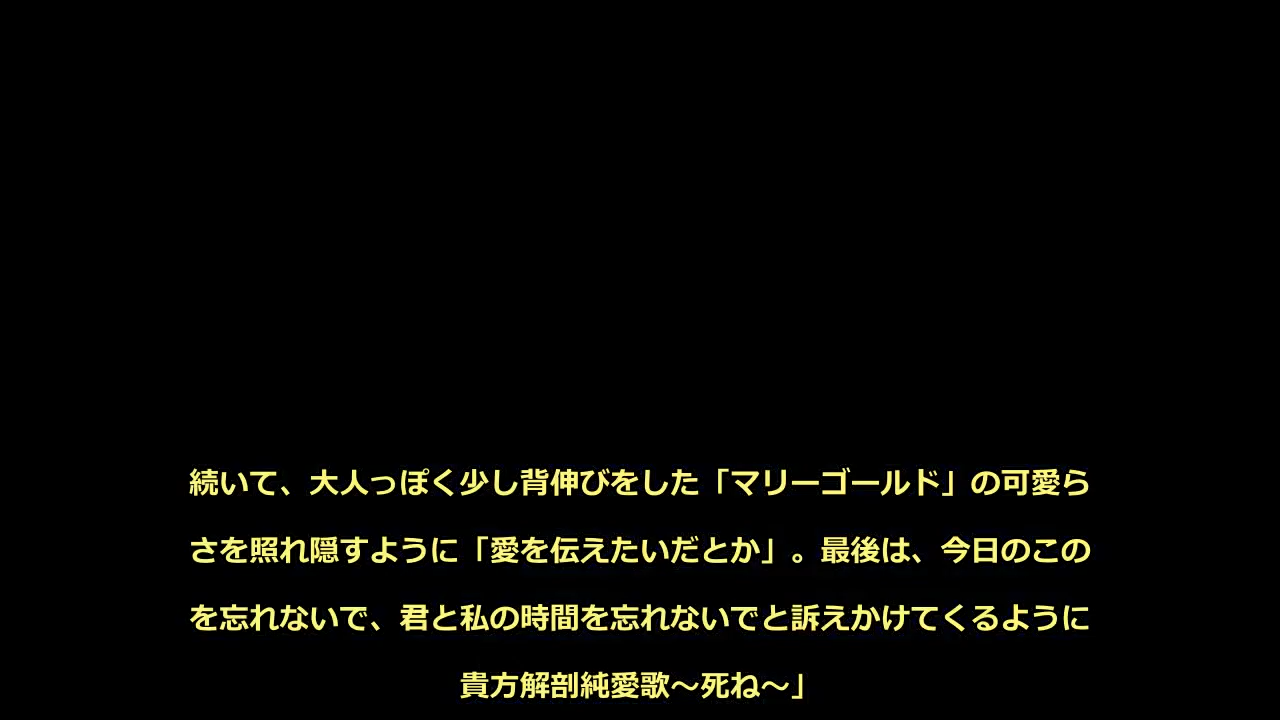 続いて、大人っぽく少し背伸びをした「マリーゴールド」の可愛ら
さを照れ隠すように「愛を伝えたいだとか」。最後は、今日のこの
を忘れないで、君と私の時間を忘れないでと訴えかけてくるように
貴方解剖純愛歌〜死ね〜」